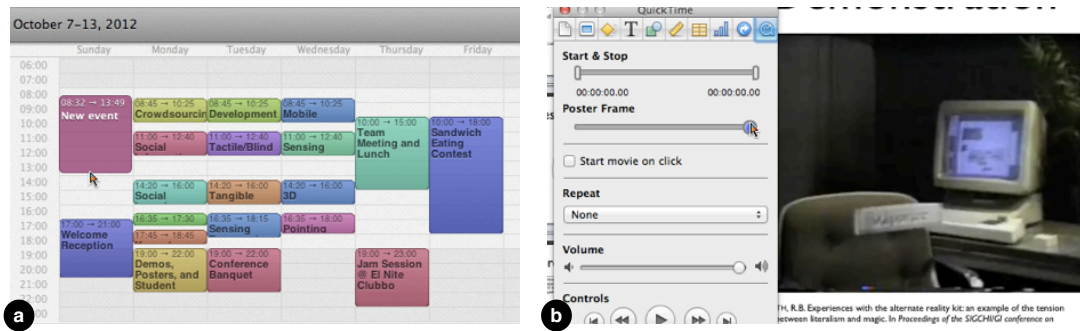 October 7-13, 2012
Sunday Monday Tuesday Wednesday Thursday Friday
06:00
07:00
08:00
09:00
10:00
11:00
12:00
13:00
14:00
15:00
16:00
17:00
18:00
19:00
20:00
21:00
22:00
08:32 → 13:49
New event
17:00 → 21:00
Welcome
Reception
08:45 → 10:25
Crowdsourcin
11:00 → 12:40
Social
14:20 → 16:00
Social
16:35 → 17:30
17:45 → 18:45
19:00 → 22:00
Demos,
Posters, and
Student
08:45 → 10:25
Development
11:00 → 12:40
Tactile/Blind
14:20 → 16:00
Tangible
16:35 → 18:15
Sensing
19:00 → 22:00
Conference
Banquet
08:45 → 10:25
Mobile
11:00 → 12:40
Sensing
14:20 → 16:00
3D
16:35 → 18:00
Pointing
10:00 → 15:00
Team
Meeting and
Lunch
19:00 → 23:00
Jam Session
@ El Nite
Clubbo
10:00 → 18:00
Sandwich
Eating
Contest
a
QuickTime
T
Start & Stop
00:00:00.00 00:00:00.00
Poster Frame
Start movie on click
Repeat
None
Volume
Controls
Demonstration
TH, R.B. Experiences with the alternate reality kit: an example of the tension
between literalism and magic. In Proceedings of the SIGCHI/GI conference on
b